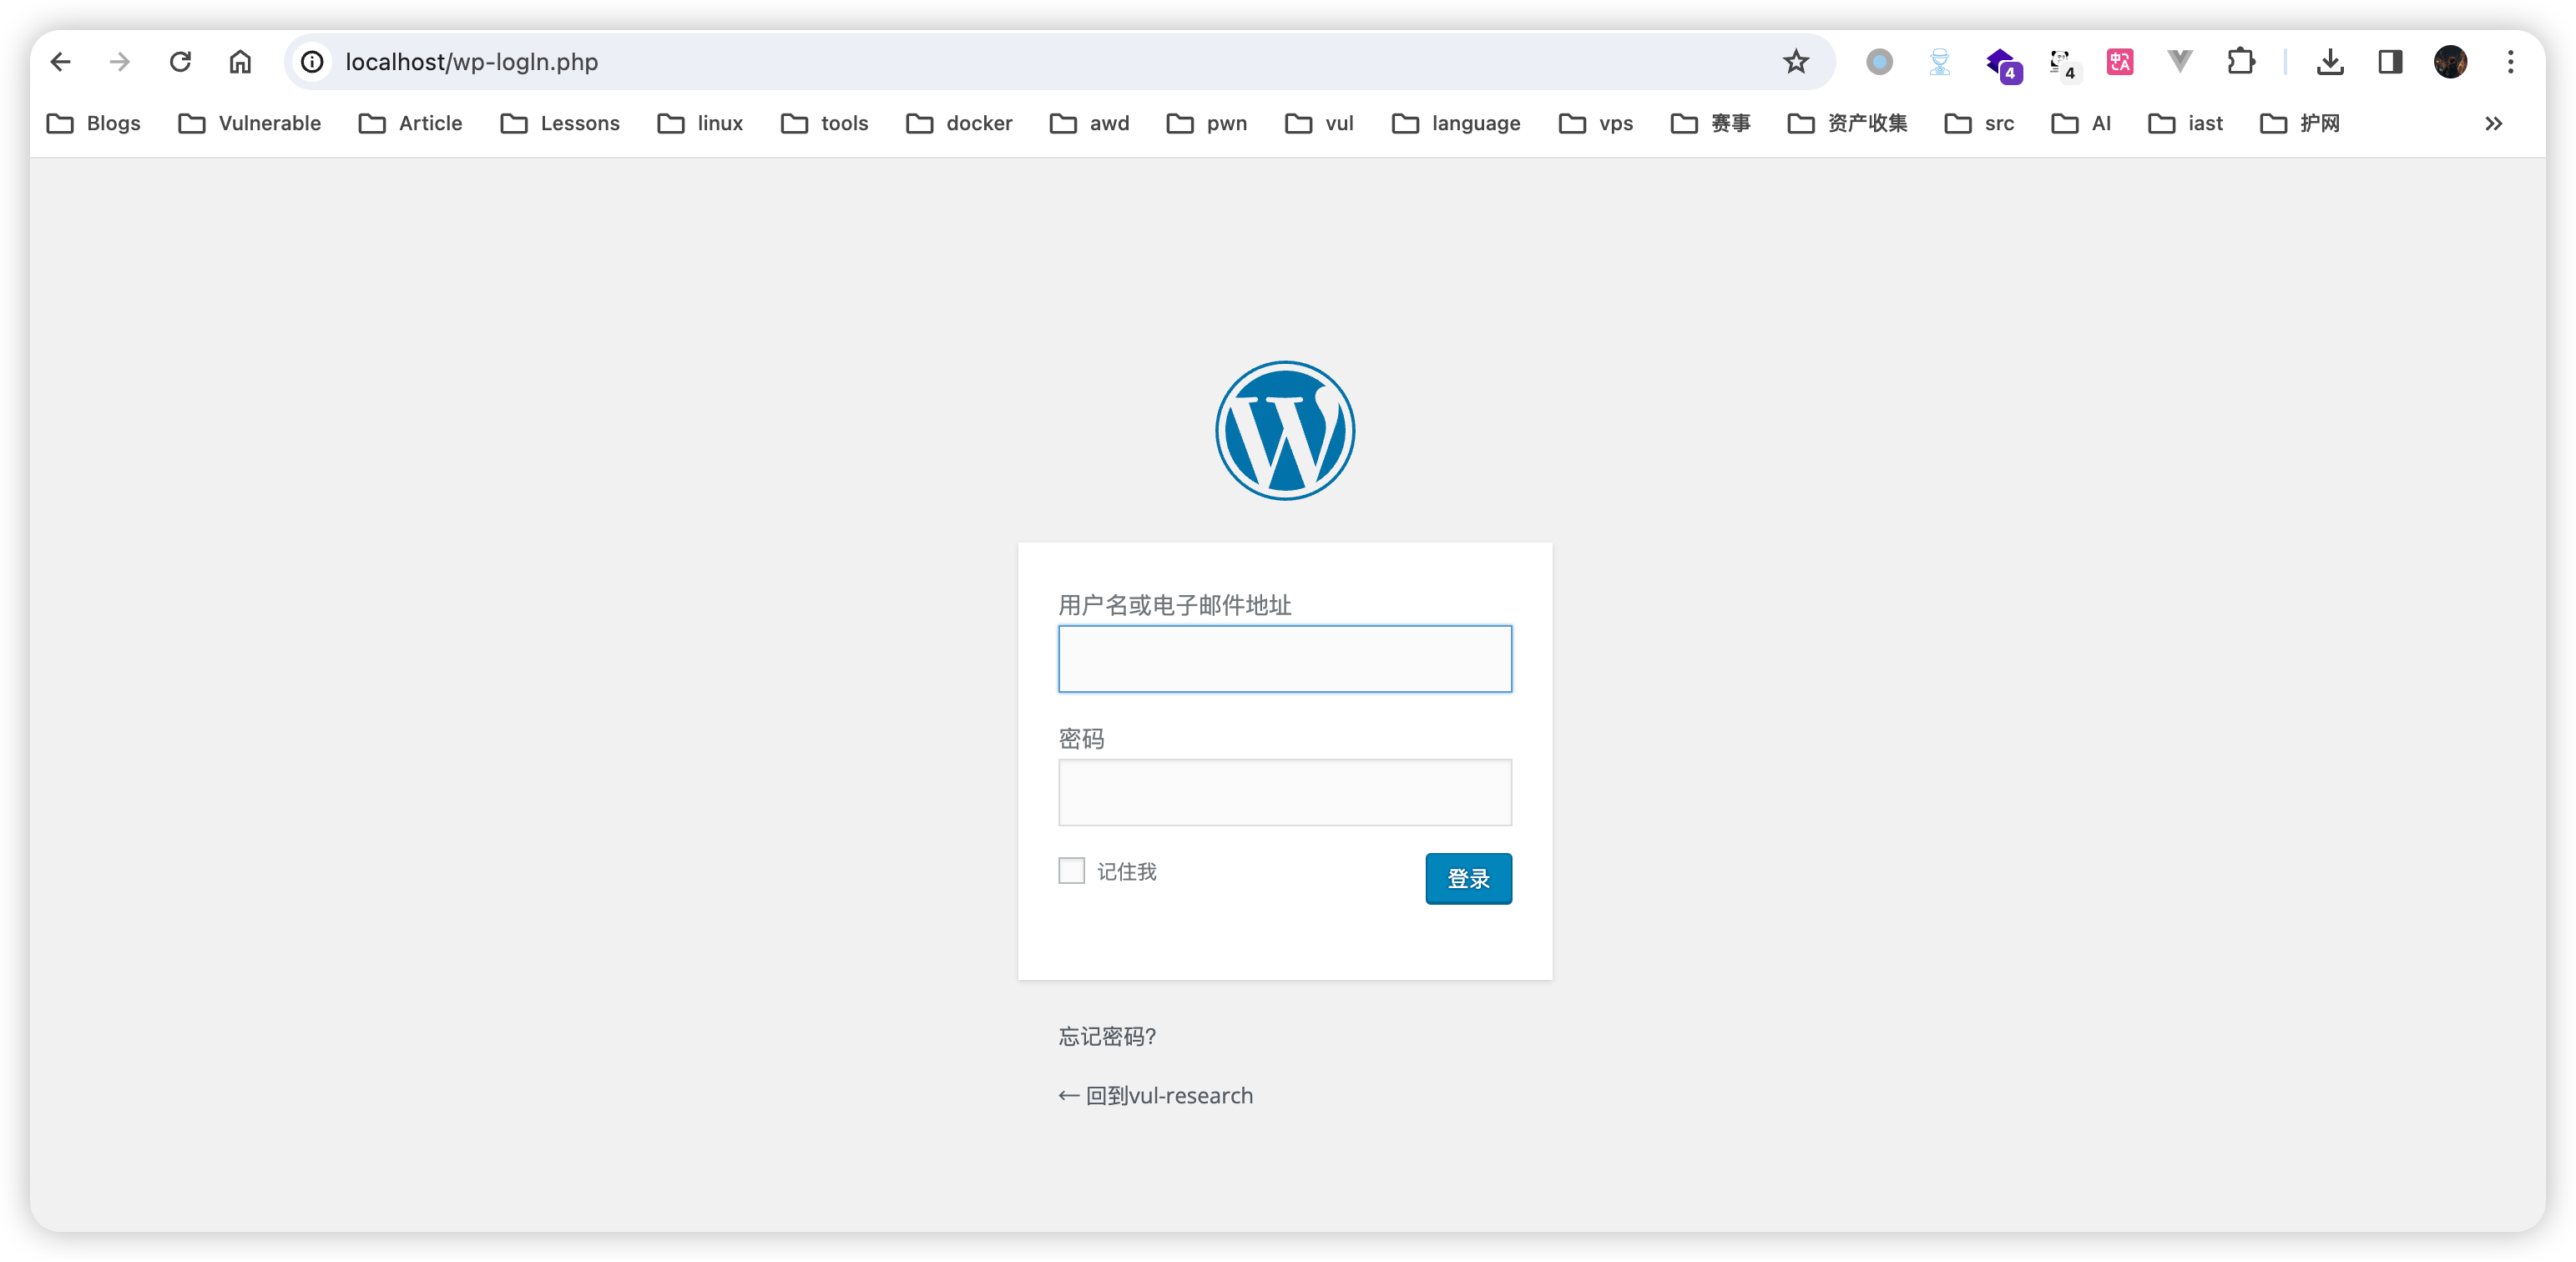 localhost/wp-logIn.php
4
4
中A
Blogs Vulnerable Article Lessons linux tools docker awd pwn vul language vps 赛事 资产收集 src AI iast 护网
用户名或电子邮件地址
密码
记住我
登录
忘记密码?
← 回到vul-research